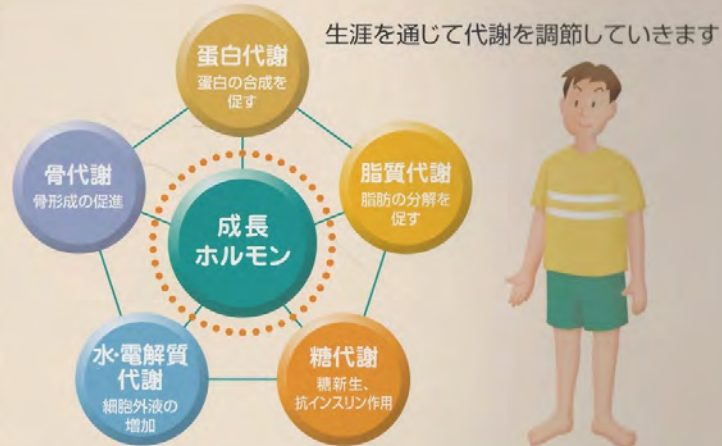 生涯を通じて代謝を調節していきます
蛋白代謝
蛋白の合成を
促す
骨代謝
骨形成の促進
脂質代謝
脂肪の分解を
促す
成長
ホルモン
水・電解質
代謝
細胞外液の
増加
糖代謝
糖新生、
抗インスリン作用